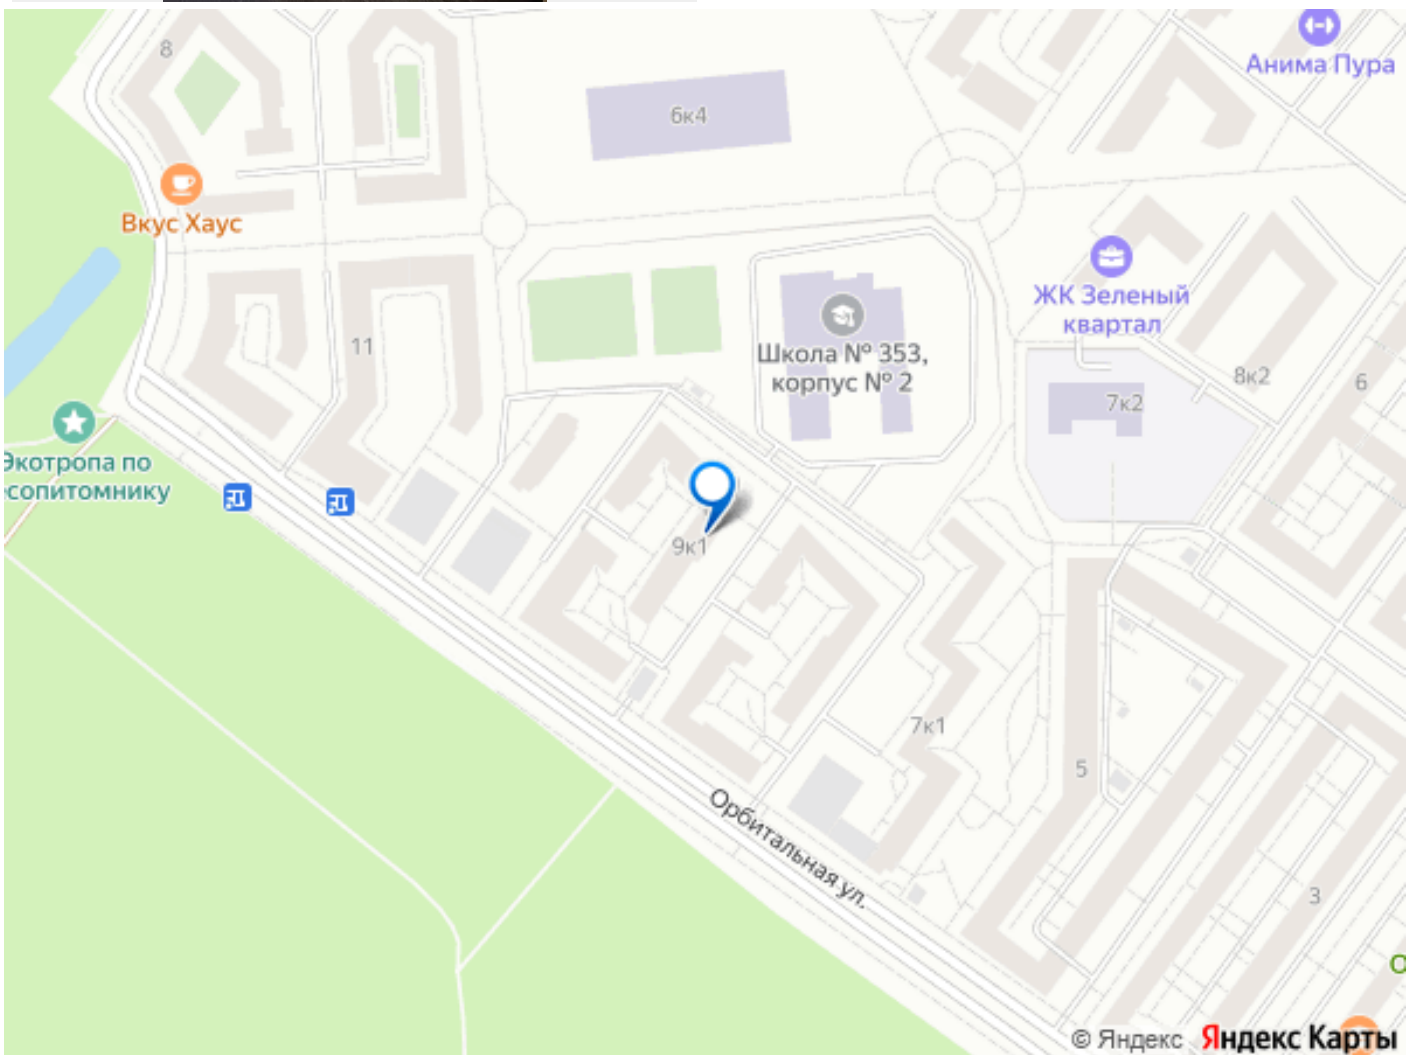 8
Анима Пура
6к4
Вкус Хаус
ЖК Зеленый
квартал
11
Школа № 353,
корпус № 2
8к2
6
7к2
Экотропа по
сопитомнику
9к1
7к1
5
Орбитальная ул.
3
О
© Яндекс Яндекс Карты